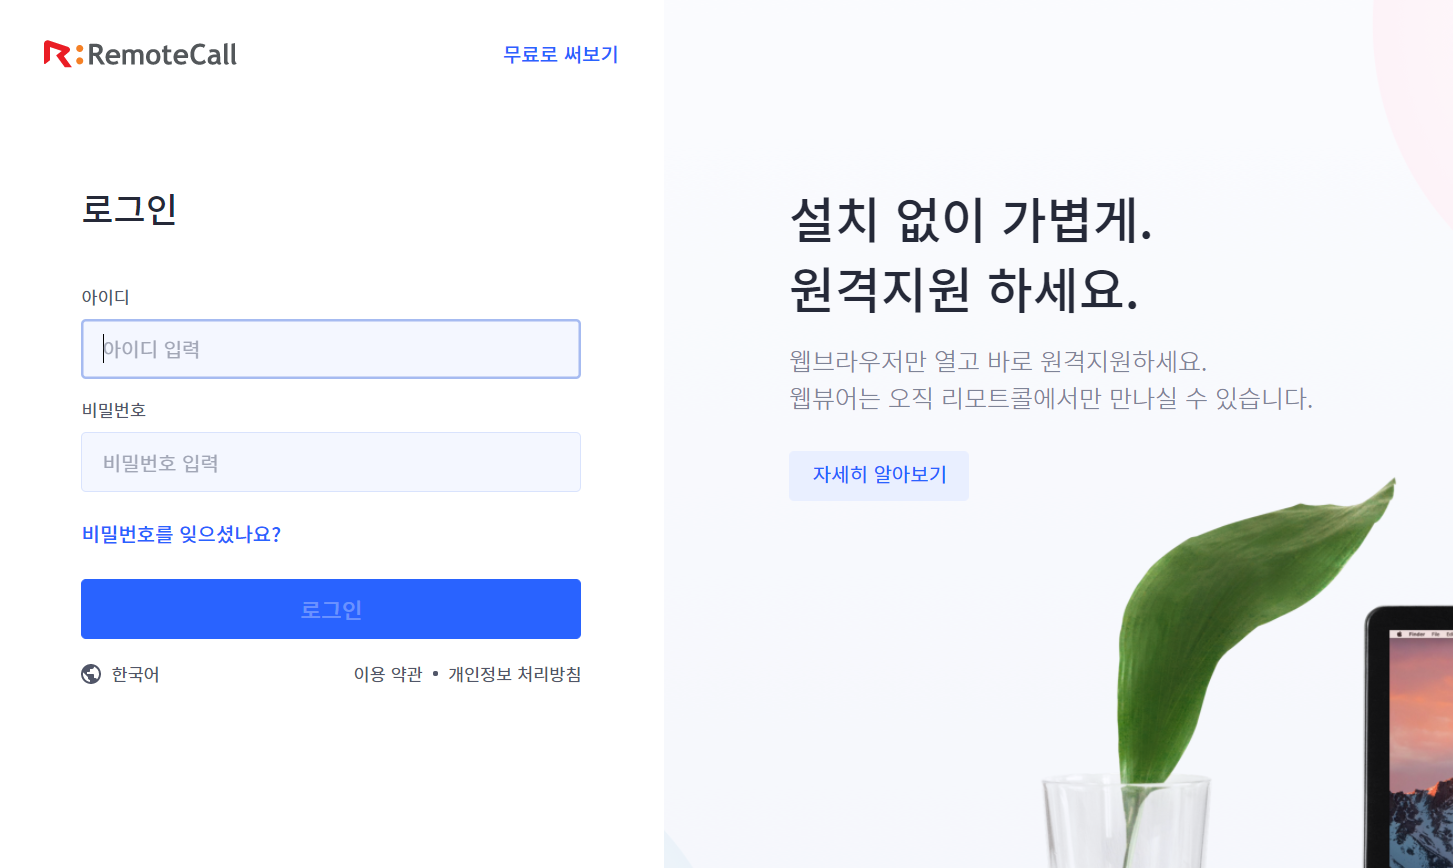 RemoteCall
무료로 써보기
로그인
아이디
아이디 입력
비밀번호
비밀번호 입력
비밀번호를 잊으셨나요?
로그인
한국어
이용 약관 • 개인정보 처리방침
설치 없이 가볍게.
원격지원 하세요.
웹브라우저만 열고 바로 원격지원하세요.
웹뷰어는 오직 리모트콜에서만 만나실 수 있습니다.
자세히 알아보기
Finder File